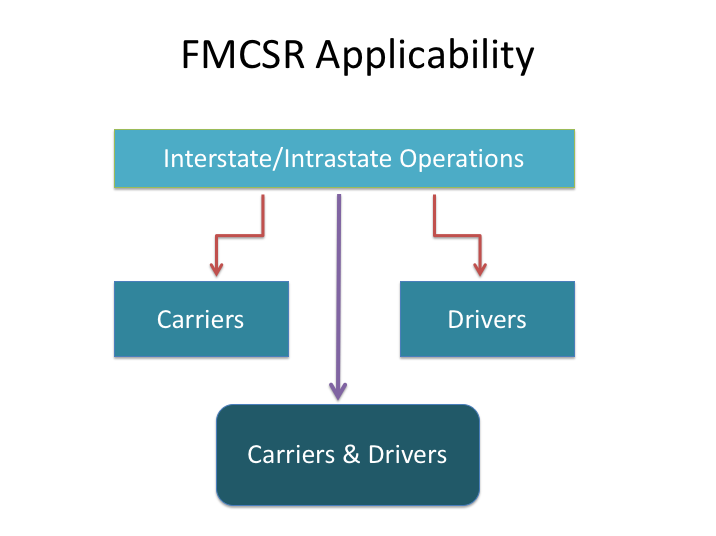 FMCSR Applicability
Interstate/Intrastate Operations
Carriers
Drivers
Carriers & Drivers